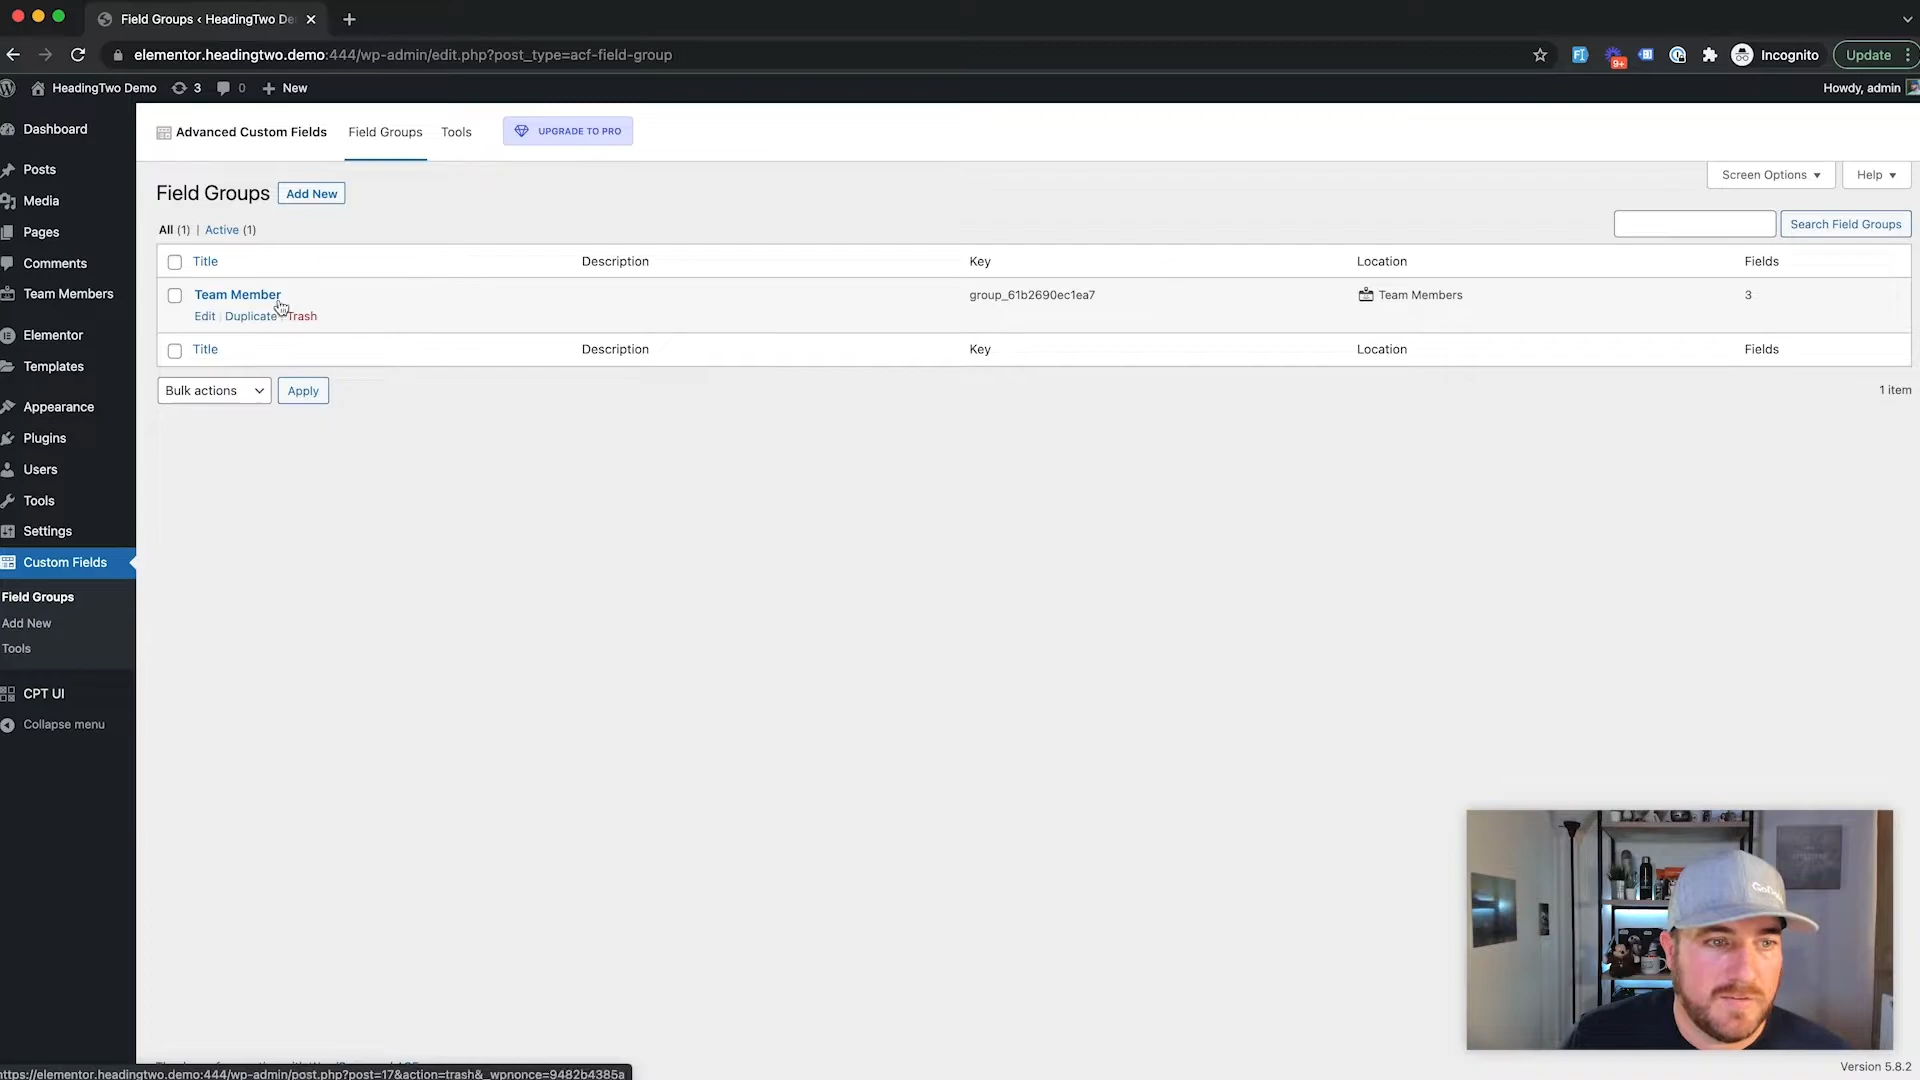 Field Groups ‹ HeadingTwo De
elementor.headingtwo.demo:444/wp-admin/edit.php?post_type=acf-field-group
9+
Incognito
Update
HeadingTwo Demo
3
0
New
Howdy, admin
Dashboard
Posts
Media
Pages
Comments
Team Members
Elementor
Templates
Appearance
Plugins
Users
Tools
Settings
Custom Fields
Field Groups
Add New
Tools
CPT UI
Collapse menu
Advanced Custom Fields
Field Groups
Tools
UPGRADE TO PRO
Screen Options
Help
Field Groups
Add New
All (1) | Active (1)
Search Field Groups
Title Description Key Location Fields
Team Member group_61b2690ec1ea7 Team Members 3
Edit | Duplicate | Trash
Title Description Key Location Fields
Bulk actions
Apply
1 item
Version 5.8.2
https://elementor.headingtwo.demo:444/wp-admin/post.php?post=17&action=trash&_wpnonce=9482b4385a